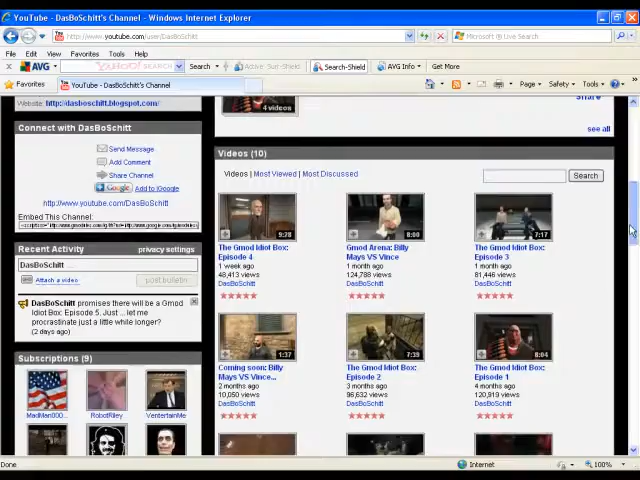 YouTube - DasBoSchitt's Channel - Windows Internet Explorer
http://www.youtube.com/user/DasBoSchitt
Microsoft Live Search
File Edit View Favorites Tools Help
AVG YAHOO! SEARCH Search Active Surf-Shield Search-Shield AVG Info Get More
Favorites YouTube - DasBoSchitt's Channel Page Safety Tools
Website: http://dasboschitt.blogspot.com/
4 videos
Share
see all
Connect with DasBoSchitt
Send Message
Add Comment
Share Channel
Google Add to iGoogle
http://www.youtube.com/DasBoSchitt
Embed This Channel:
Recent Activity privacy settings
DasBoSchitt
Attach a video post bulletin
DasBoSchitt promises there will be a Gmod
Idiot Box: Episode 5. Just ... let me
procrastinate just a little while longer?
(2 days ago)
Subscriptions (9)
MadMan000... RobotRiley VentertainMe
Videos (10)
Videos | Most Viewed | Most Discussed Search
9:28 8:00 7:17
The Gmod Idiot Box:
Episode 4
1 week ago
48,413 views
DasBoSchitt
Gmod Arena: Billy
Mays VS Vince
1 month ago
124,788 views
DasBoSchitt
The Gmod Idiot Box:
Episode 3
1 month ago
81,446 views
DasBoSchitt
1:37 7:39 8:04
Coming soon: Billy
Mays VS Vince...
2 months ago
10,050 views
DasBoSchitt
The Gmod Idiot Box:
Episode 2
3 months ago
96,632 views
DasBoSchitt
The Gmod Idiot Box:
Episode 1
4 months ago
120,919 views
DasBoSchitt
Done Internet 100%